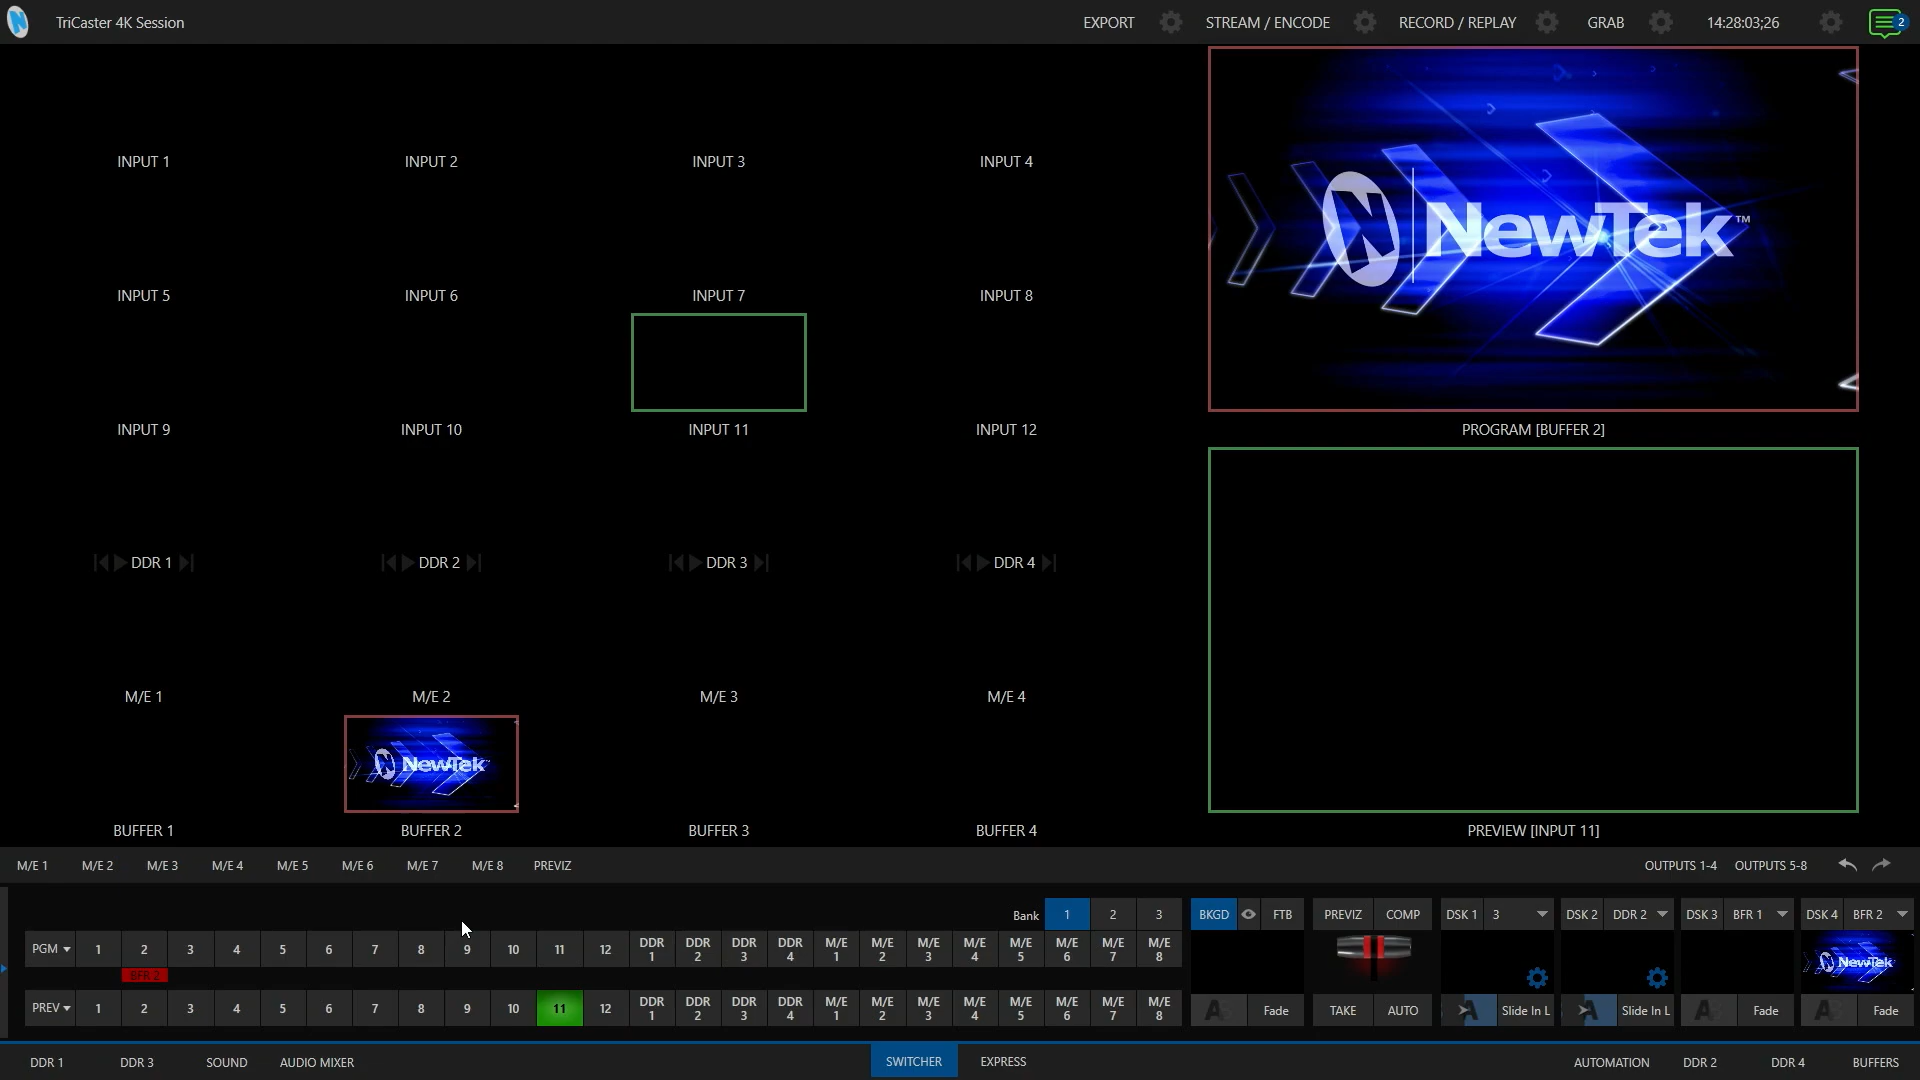 TriCaster 4K Session
EXPORT STREAM / ENCODE RECORD / REPLAY GRAB 14:28:03;26 2
INPUT 1 INPUT 2 INPUT 3 INPUT 4
NewTek™
INPUT 5 INPUT 6 INPUT 7 INPUT 8
INPUT 9 INPUT 10 INPUT 11 INPUT 12
PROGRAM [BUFFER 2]
DDR 1 DDR 2 DDR 3 DDR 4
M/E 1 M/E 2 M/E 3 M/E 4
NewTek
BUFFER 1 BUFFER 2 BUFFER 3 BUFFER 4
PREVIEW [INPUT 11]
M/E 1 M/E 2 M/E 3 M/E 4 M/E 5 M/E 6 M/E 7 M/E 8 PREVIZ OUTPUTS 1-4 OUTPUTS 5-8
Bank 1 2 3 BKGD FTB PREVIZ COMP DSK 1 3 DSK 2 DDR 2 DSK 3 BFR 1 DSK 4 BFR 2
PGM 1 2 3 4 5 6 7 8 9 10 11 12 DDR 1 DDR 2 DDR 3 DDR 4 M/E 1 M/E 2 M/E 3 M/E 4 M/E 5 M/E 6 M/E 7 M/E 8
NewTek
BFR 2
PREV 1 2 3 4 5 6 7 8 9 10 11 12 DDR 1 DDR 2 DDR 3 DDR 4 M/E 1 M/E 2 M/E 3 M/E 4 M/E 5 M/E 6 M/E 7 M/E 8
Fade TAKE AUTO Slide In L Slide In L Fade Fade
DDR 1 DDR 3 SOUND AUDIO MIXER SWITCHER EXPRESS AUTOMATION DDR 2 DDR 4 BUFFERS